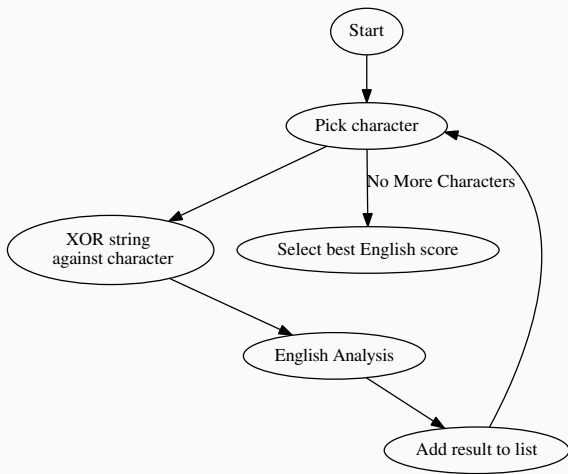 Start
Pick character
No More Characters
XOR string
against character
Select best English score
English Analysis
Add result to list